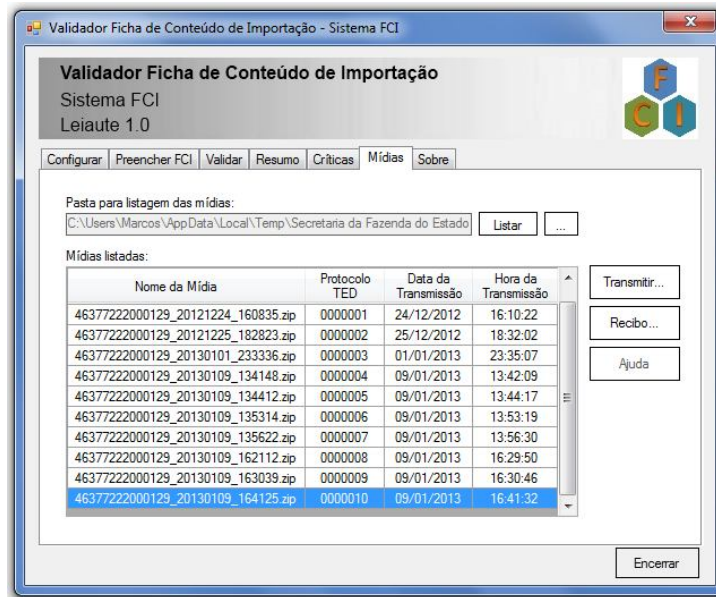 Validador Ficha de Conteúdo de Importação - Sistema FCI
Validador Ficha de Conteúdo de Importação
Sistema FCI
Leiaute 1.0
F
C I
Configurar Preencher FCI Validar Resumo Críticas Mídias Sobre
Pasta para listagem das mídias:
C:\Users\Marcos\AppData\Local\Temp\Secretaria da Fazenda do Estado Listar ...
Mídias listadas:
Nome da Mídia Protocolo TED Data da Transmissão Hora da Transmissão
46377222000129_20121224_160835.zip 0000001 24/12/2012 16:10:22
46377222000129_20121225_182823.zip 0000002 25/12/2012 18:32:02
46377222000129_20130101_233336.zip 0000003 01/01/2013 23:35:07
46377222000129_20130109_134148.zip 0000004 09/01/2013 13:42:09
46377222000129_20130109_134412.zip 0000005 09/01/2013 13:44:17
46377222000129_20130109_135314.zip 0000006 09/01/2013 13:53:19
46377222000129_20130109_135622.zip 0000007 09/01/2013 13:56:30
46377222000129_20130109_162112.zip 0000008 09/01/2013 16:29:50
46377222000129_20130109_163039.zip 0000009 09/01/2013 16:30:46
46377222000129_20130109_164125.zip 0000010 09/01/2013 16:41:32
Transmitir...
Recibo...
Ajuda
Encerrar